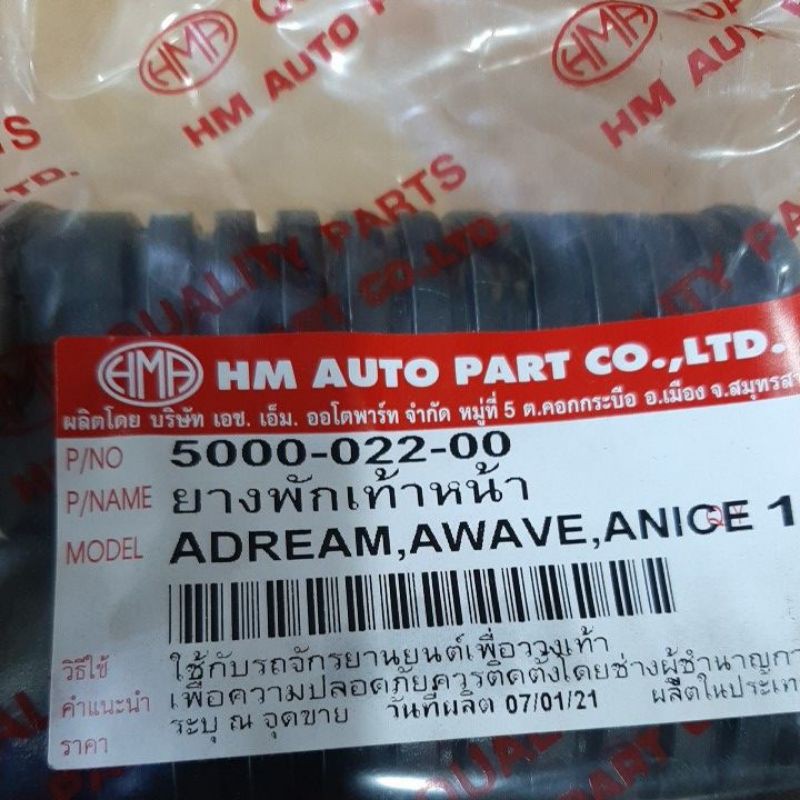 HMA
HMA
QUA
HM AUTO PART
HM AUTO
TD.
QUALITY PARTS
CO.,LTD.
HMA HM AUTO PART CO.,LTD.
ผลิตโดย บริษัท เอช. เอ็ม. ออโตพาร์ท จำกัด หมู่ที่ 5 ต.คอกกระบือ อ.เมือง จ.สมุทรสา
P/NO 5000-022-00
P/NAME ยางพักเท้าหน้า
MODEL ADREAM,AWAVE,ANICE 1
วิธีใช้ ใช้กับรถจักรยานยนต์เพื่อววงเท้า
คำแนะนำ เพื่อความปลอดภัยควรติดตั้งโดยช่างผู้ชำนาญกา
ราคา ระบุ ณ จุดขาย วันที่ผลิต 07/01/21 ผลิตในประเท